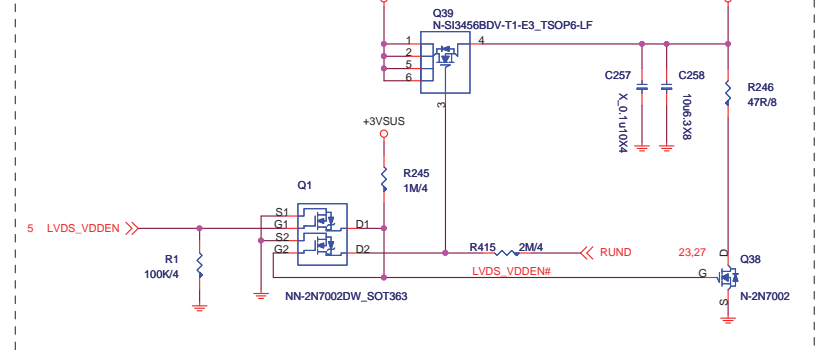 Q39
N-SI3456BDV-T1-E3_TSOP6-LF
1
2
5
6
4
3
C257
X_0.1u10X4
C258
10u6.3X8
R246
47R/8
+3VSUS
R245
1M/4
Q1
S1
G1
S2
G2
D1
D2
5 LVDS_VDDEN
R1
100K/4
R415 2M/4
RUND 23,27
LVDS_VDDEN#
D
G
S
Q38
N-2N7002
NN-2N7002DW_SOT363